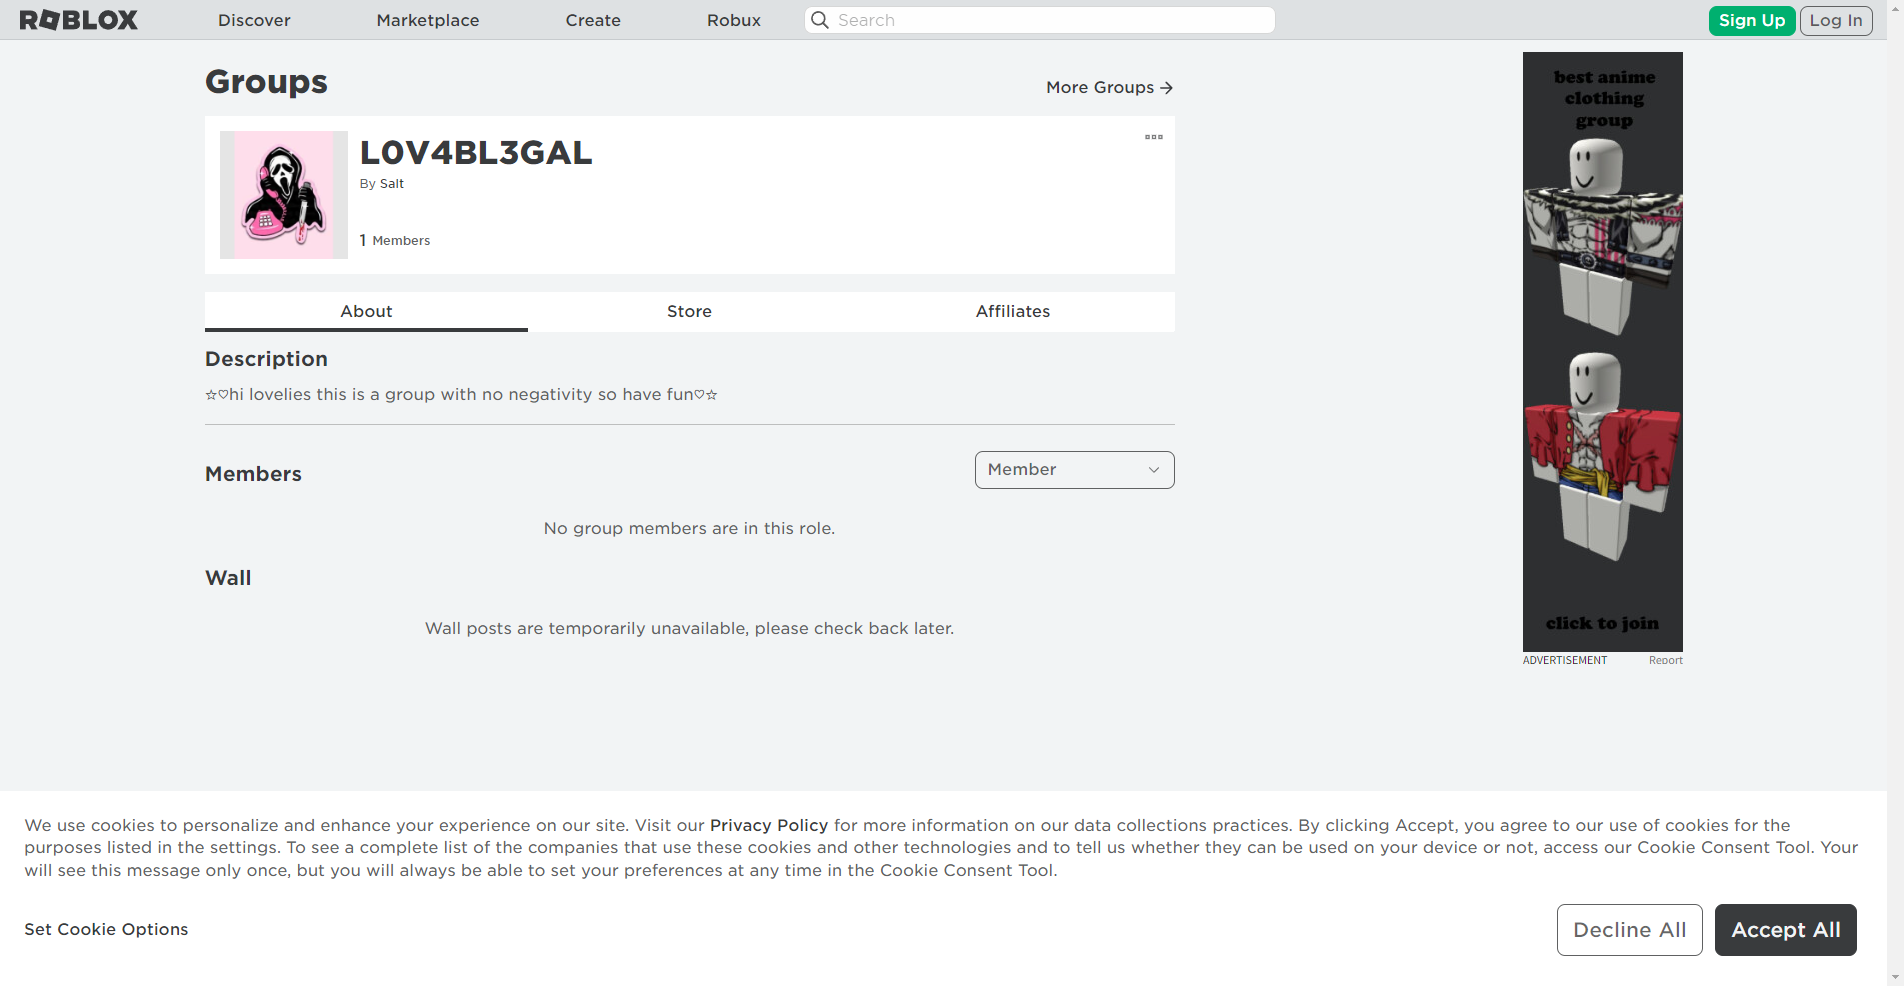 ROBLOX
Discover
Marketplace
Create
Robux
Search
Sign Up
Log In
Groups
More Groups →
L0V4BL3GAL
By Salt
1 Members
About
Store
Affiliates
Description
☆♡hi lovelies this is a group with no negativity so have fun♡☆
Members
Member
No group members are in this role.
Wall
Wall posts are temporarily unavailable, please check back later.
best anime
clothing
group
click to join
ADVERTISEMENT
Report
We use cookies to personalize and enhance your experience on our site. Visit our Privacy Policy for more information on our data collections practices. By clicking Accept, you agree to our use of cookies for the
purposes listed in the settings. To see a complete list of the companies that use these cookies and other technologies and to tell us whether they can be used on your device or not, access our Cookie Consent Tool. Your
will see this message only once, but you will always be able to set your preferences at any time in the Cookie Consent Tool.
Set Cookie Options
Decline All
Accept All